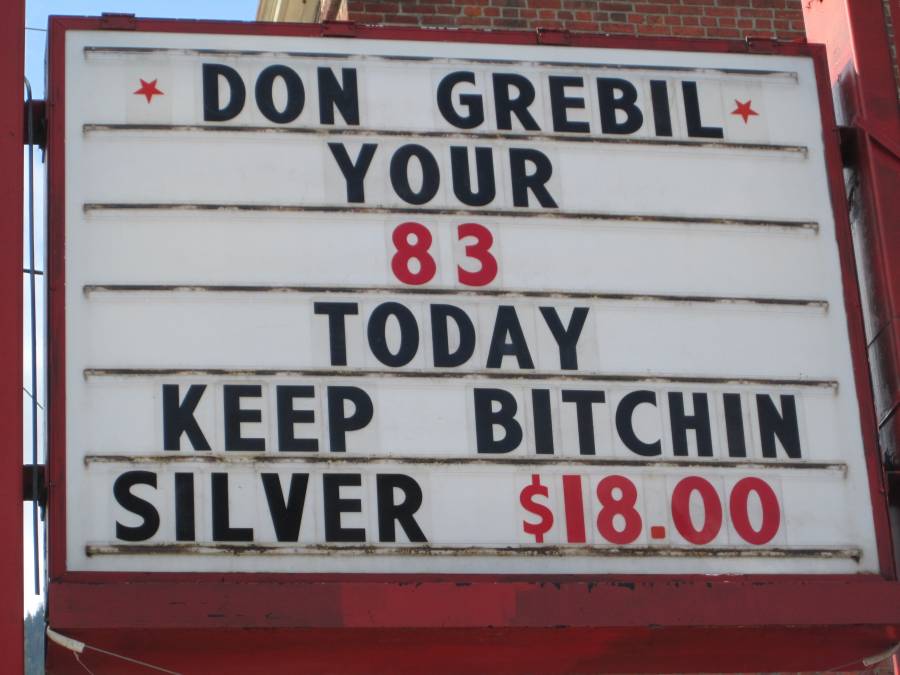 DON GREBIL
YOUR
83
TODAY
KEEP BITCHIN
SILVER $18.00